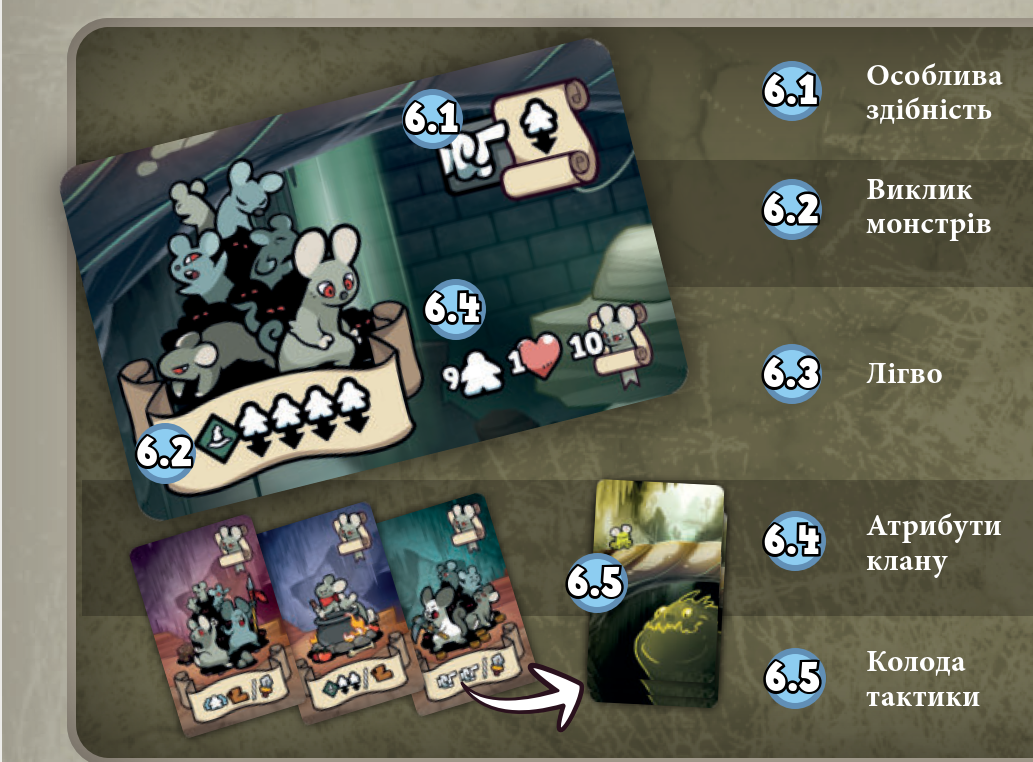 6.1
6.4
9 1 10
6.2
6.5
6.1 Особлива
здібність
6.2 Виклик
монстрів
6.3 Лігво
6.4 Атрибути
клану
6.5 Колода
тактики